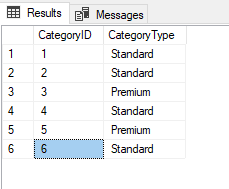 Results Messages
CategoryID CategoryType
1 1 Standard
2 2 Standard
3 3 Premium
4 4 Standard
5 5 Premium
6 6 Standard